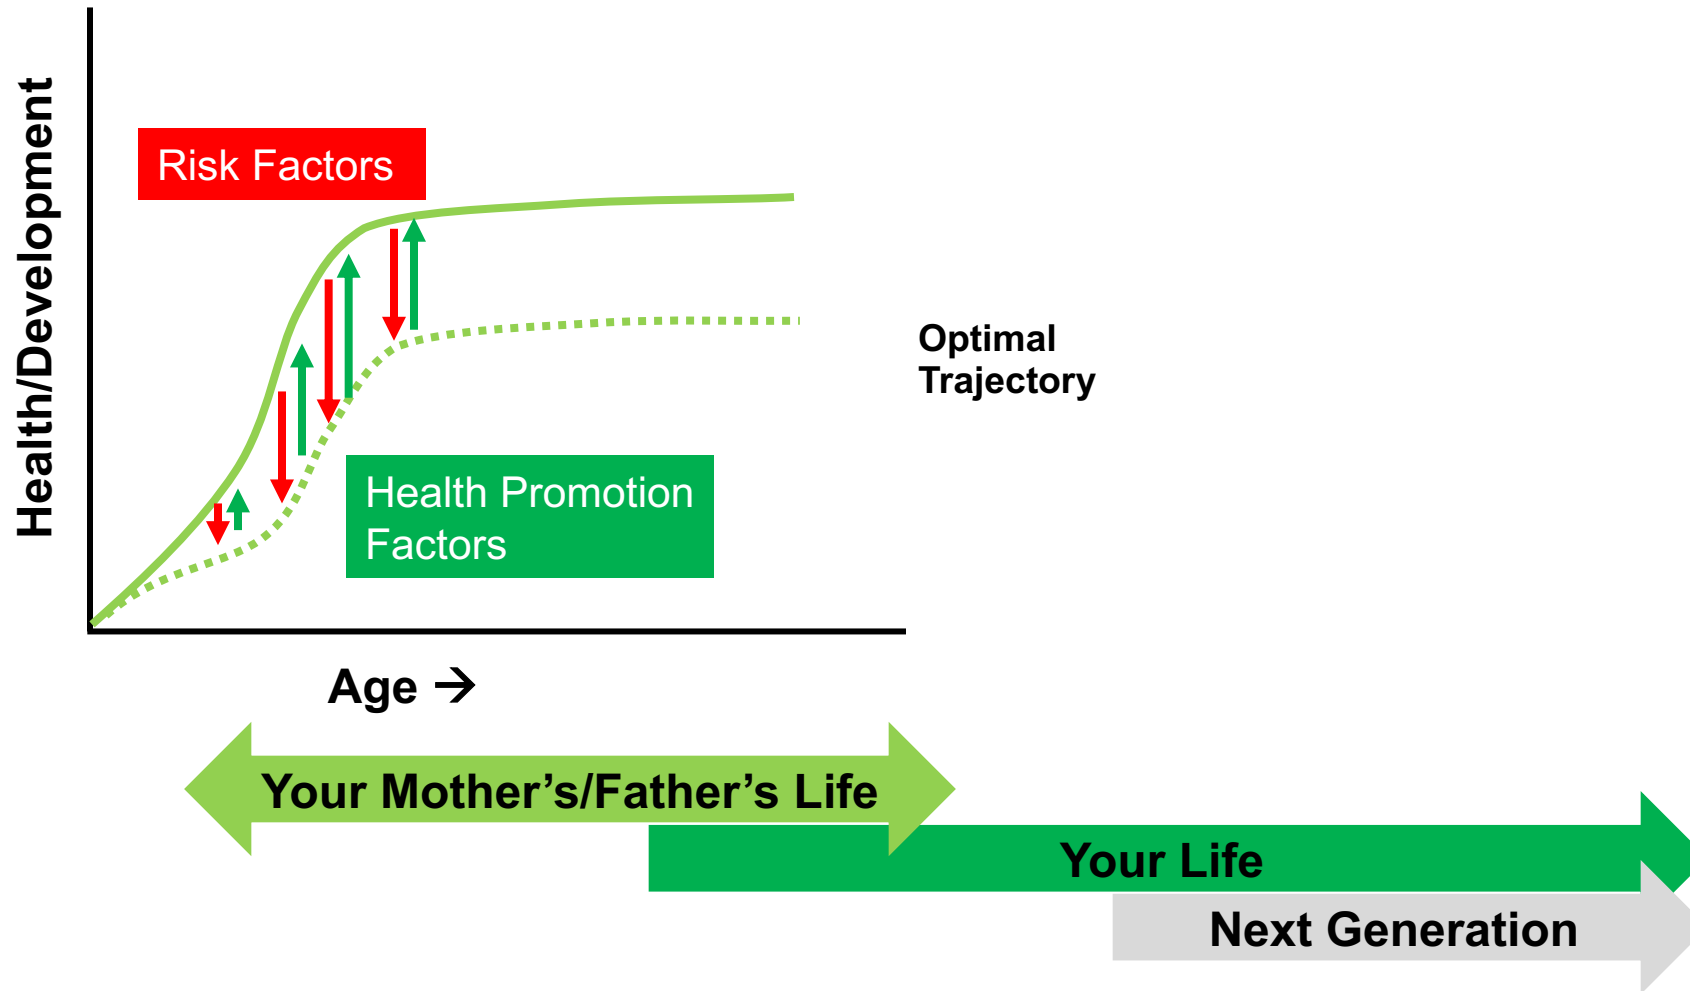 Health/Development
Risk Factors
Optimal
Trajectory
Health Promotion
Factors
Age →
Your Mother’s/Father’s Life
Your Life
Next Generation